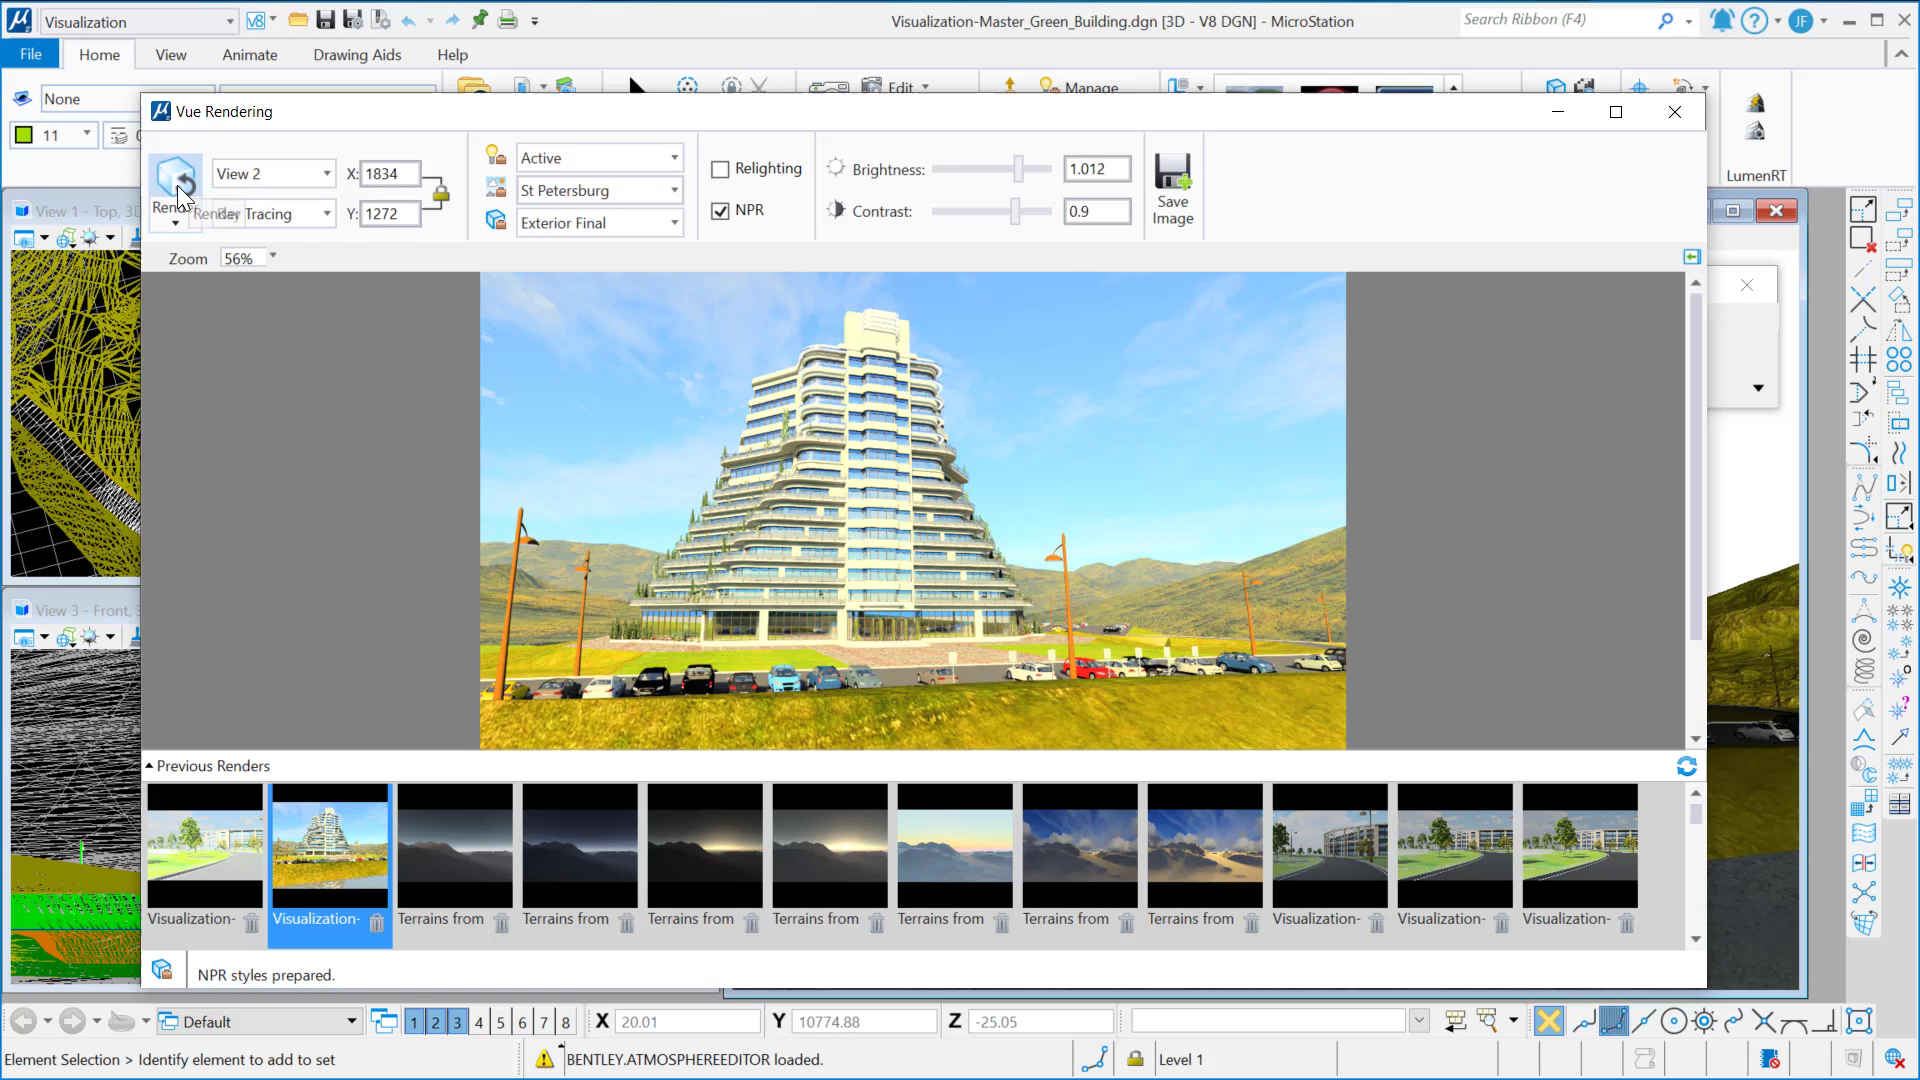 Visualization
V8
Visualization-Master_Green_Building.dgn [3D - V8 DGN] - MicroStation
Search Ribbon (F4)
JF
File
Home
View
Animate
Drawing Aids
Help
None
Edit
Manage
11
LumenRT
Vue Rendering
View 2
X: 1834
Y: 1272
Tracing
Active
St Petersburg
Exterior Final
Relighting
NPR
Brightness: 1.012
Contrast: 0.9
Save
Image
Zoom 56%
View 1 - Top, 3D
View 3 - Front, 3
Previous Renders
Visualization-
Visualization-
Terrains from
Terrains from
Terrains from
Terrains from
Terrains from
Terrains from
Terrains from
Visualization-
Visualization-
Visualization-
NPR styles prepared.
Default
1 2 3 4 5 6 7 8
X 20.01
Y 10774.88
Z -25.05
Element Selection > Identify element to add to set
BENTLEY.ATMOSPHEREEDITOR loaded.
Level 1